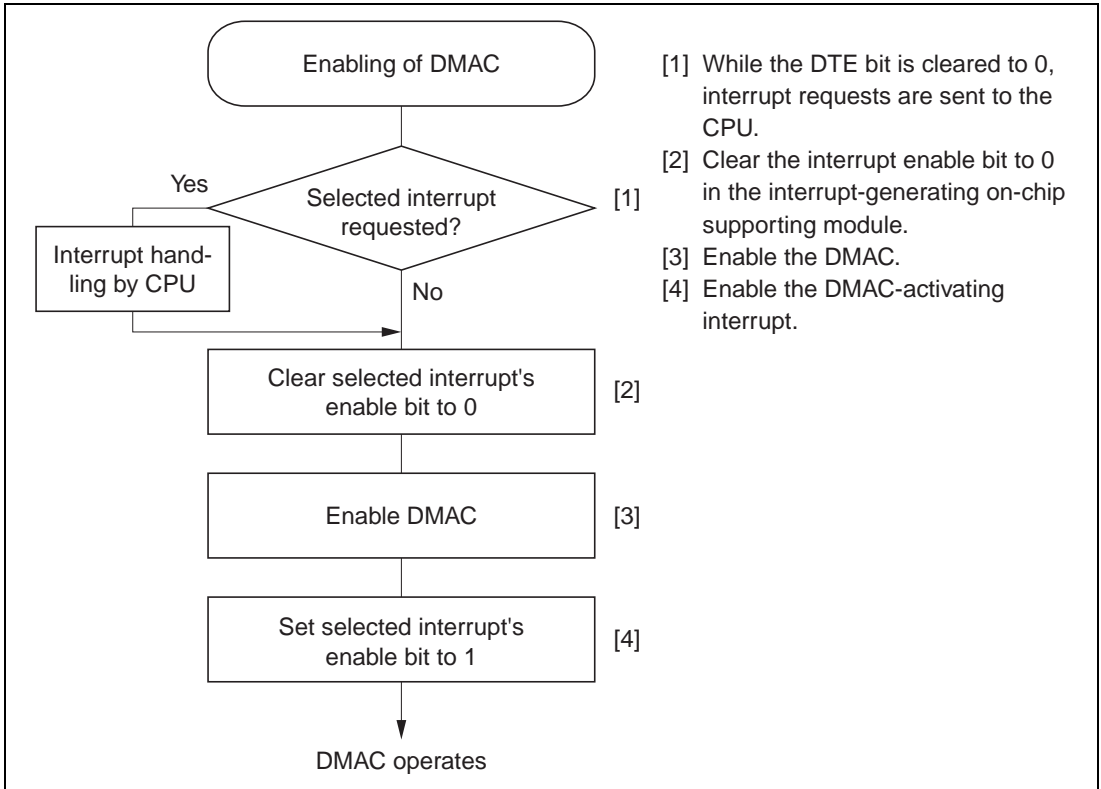 Enabling of DMAC
Selected interrupt
requested?
[1]
Yes
Interrupt hand-
ling by CPU
No
Clear selected interrupt's
enable bit to 0
[2]
Enable DMAC
[3]
Set selected interrupt's
enable bit to 1
[4]
DMAC operates
[1] While the DTE bit is cleared to 0,
interrupt requests are sent to the
CPU.
[2] Clear the interrupt enable bit to 0
in the interrupt-generating on-chip
supporting module.
[3] Enable the DMAC.
[4] Enable the DMAC-activating
interrupt.